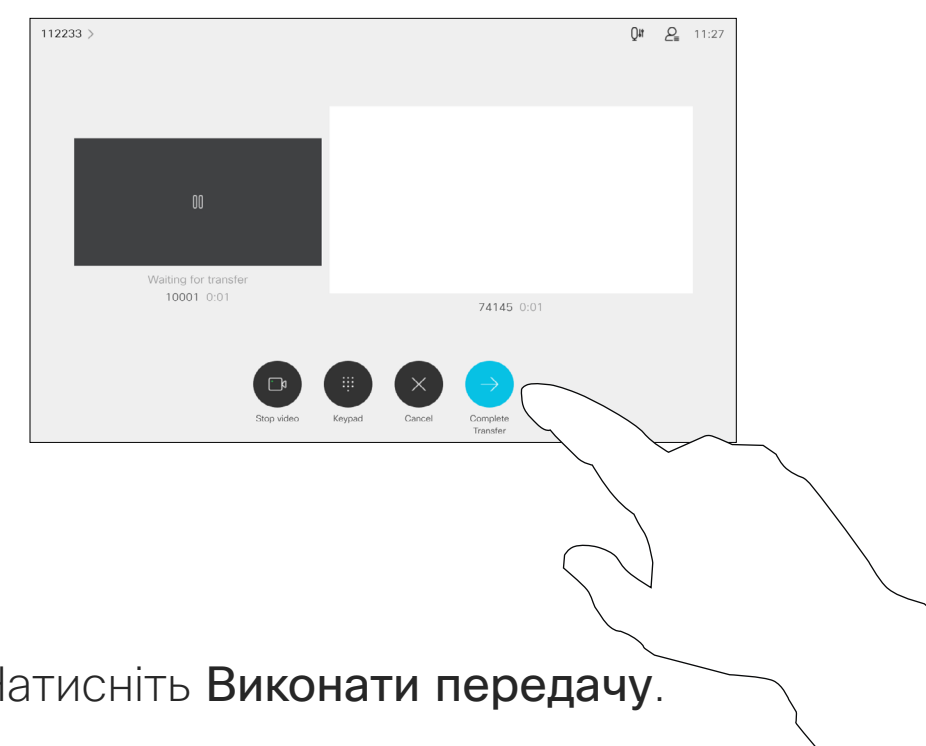 112233 > 11:27
Waiting for transfer
10001 0:01
74145 0:01
Stop video Keypad Cancel Complete
Transfer
Натисніть Виконати передачу.